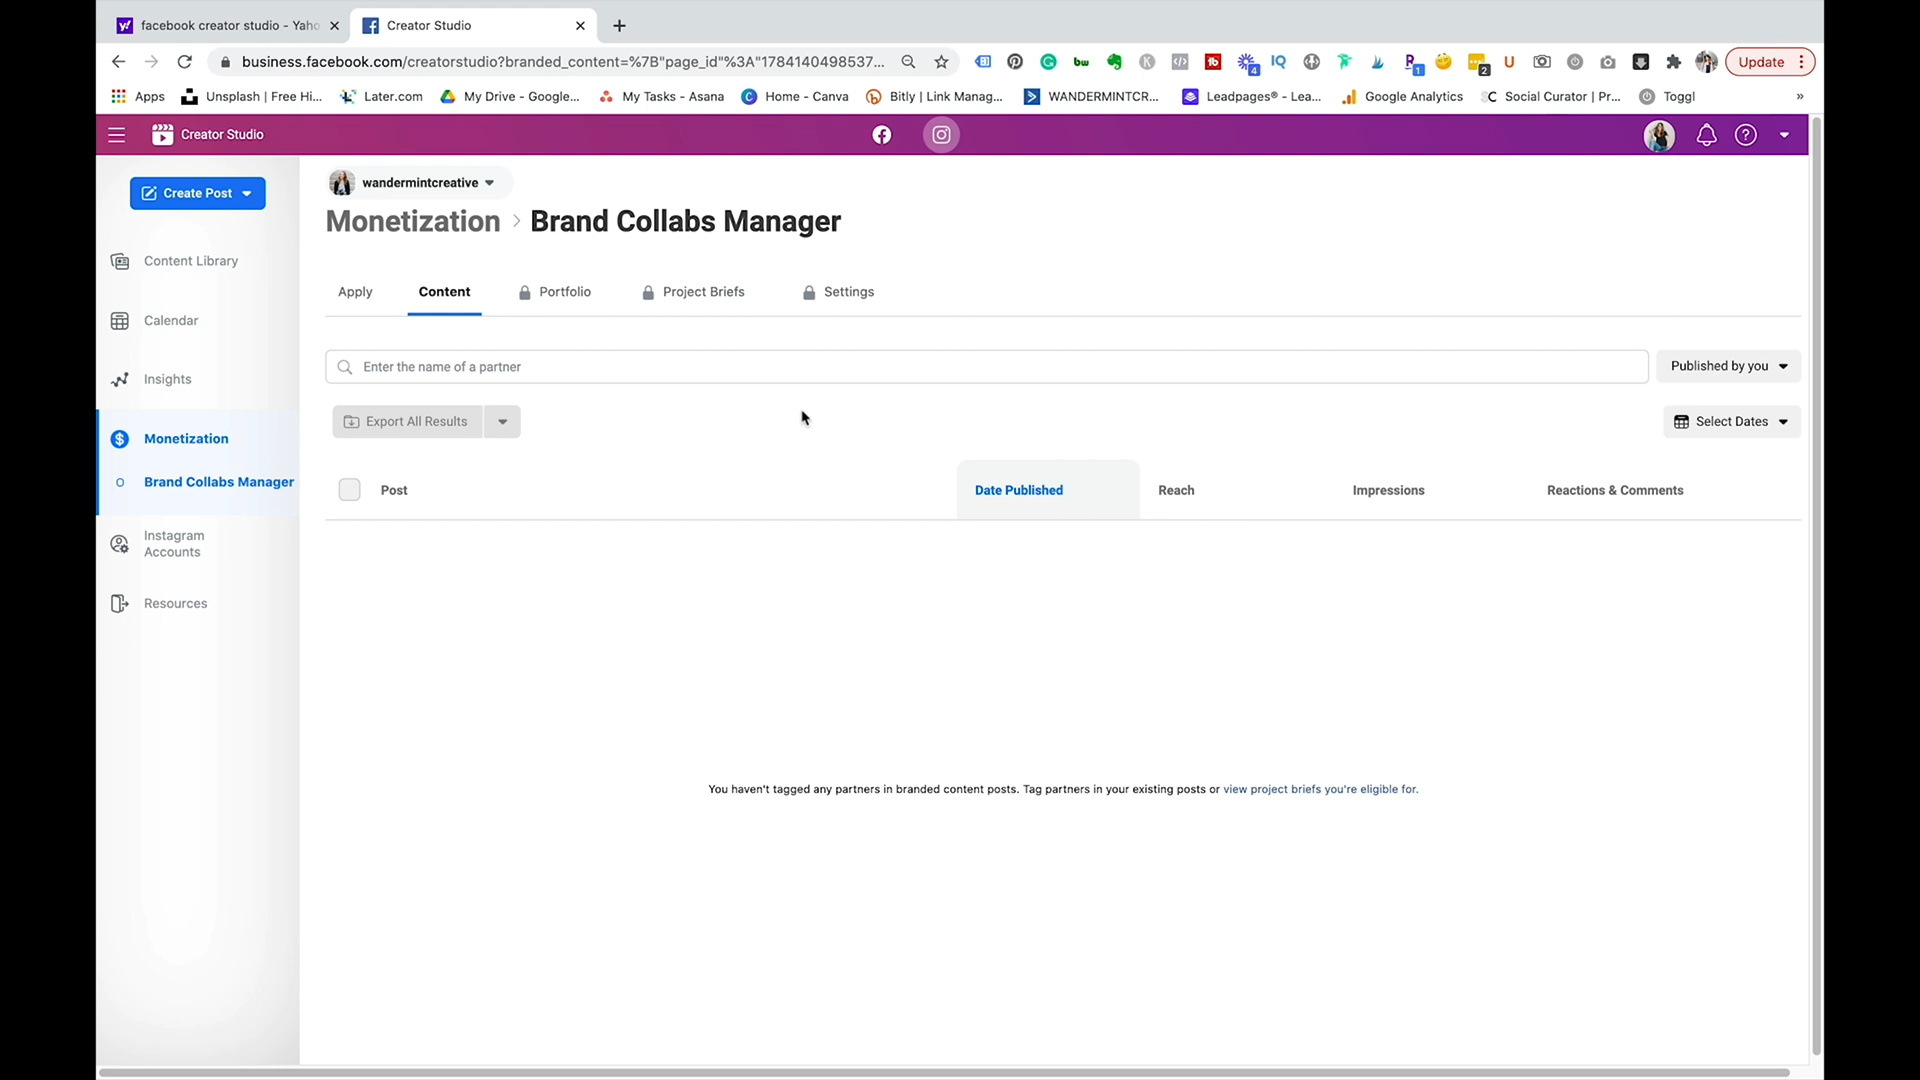 facebook creator studio - Yaho
Creator Studio
business.facebook.com/creatorstudio?branded_content=%7B"page_id"%3A"1784140498537...
Update
Apps
Unsplash | Free Hi...
Later.com
My Drive - Google...
My Tasks - Asana
Home - Canva
Bitly | Link Manag...
WANDERMINTCR...
Leadpages® - Lea...
Google Analytics
Social Curator | Pr...
Toggl
»
Creator Studio
Create Post
wandermintcreative
Monetization > Brand Collabs Manager
Content Library
Calendar
Insights
Monetization
Brand Collabs Manager
Instagram
Accounts
Resources
Apply
Content
Portfolio
Project Briefs
Settings
Enter the name of a partner
Published by you
Export All Results
Select Dates
Post
Date Published
Reach
Impressions
Reactions & Comments
You haven't tagged any partners in branded content posts. Tag partners in your existing posts or view project briefs you're eligible for.